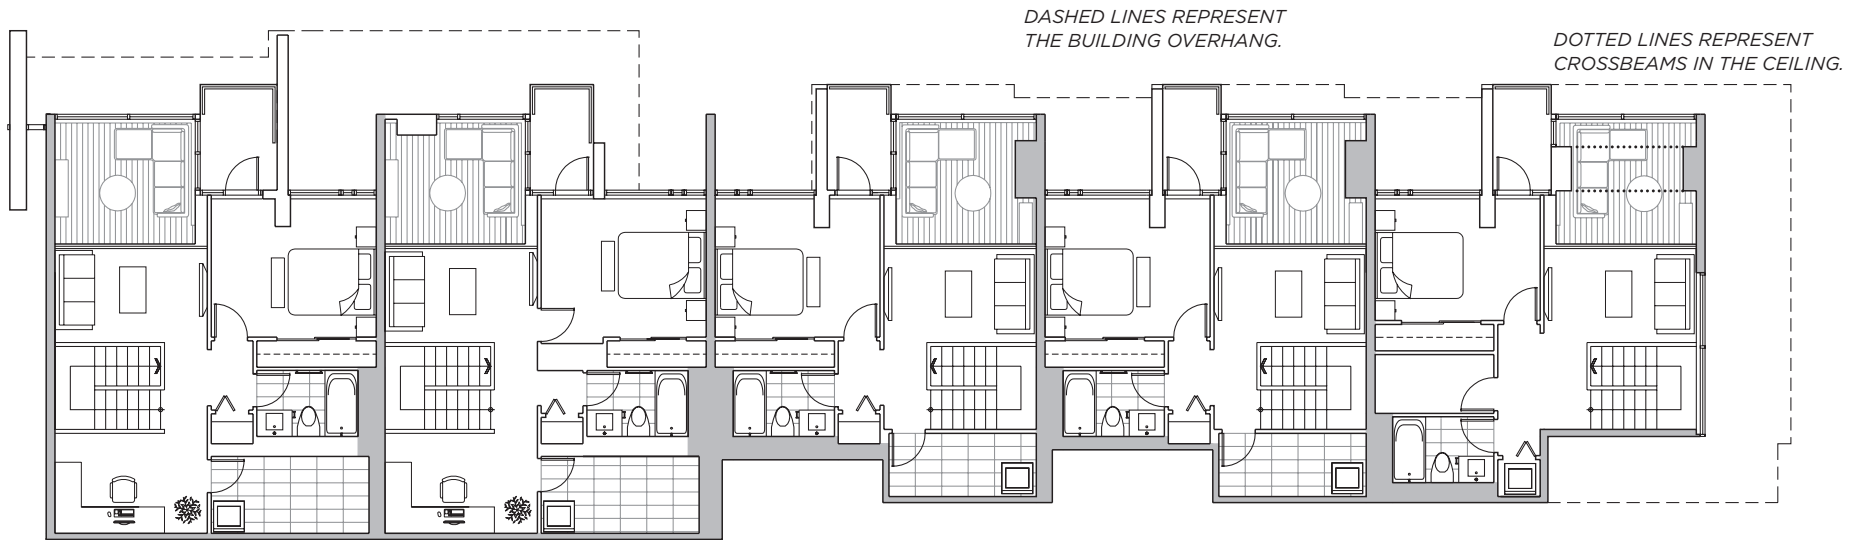 DASHED LINES REPRESENT
THE BUILDING OVERHANG.
DOTTED LINES REPRESENT
CROSSBEAMS IN THE CEILING.